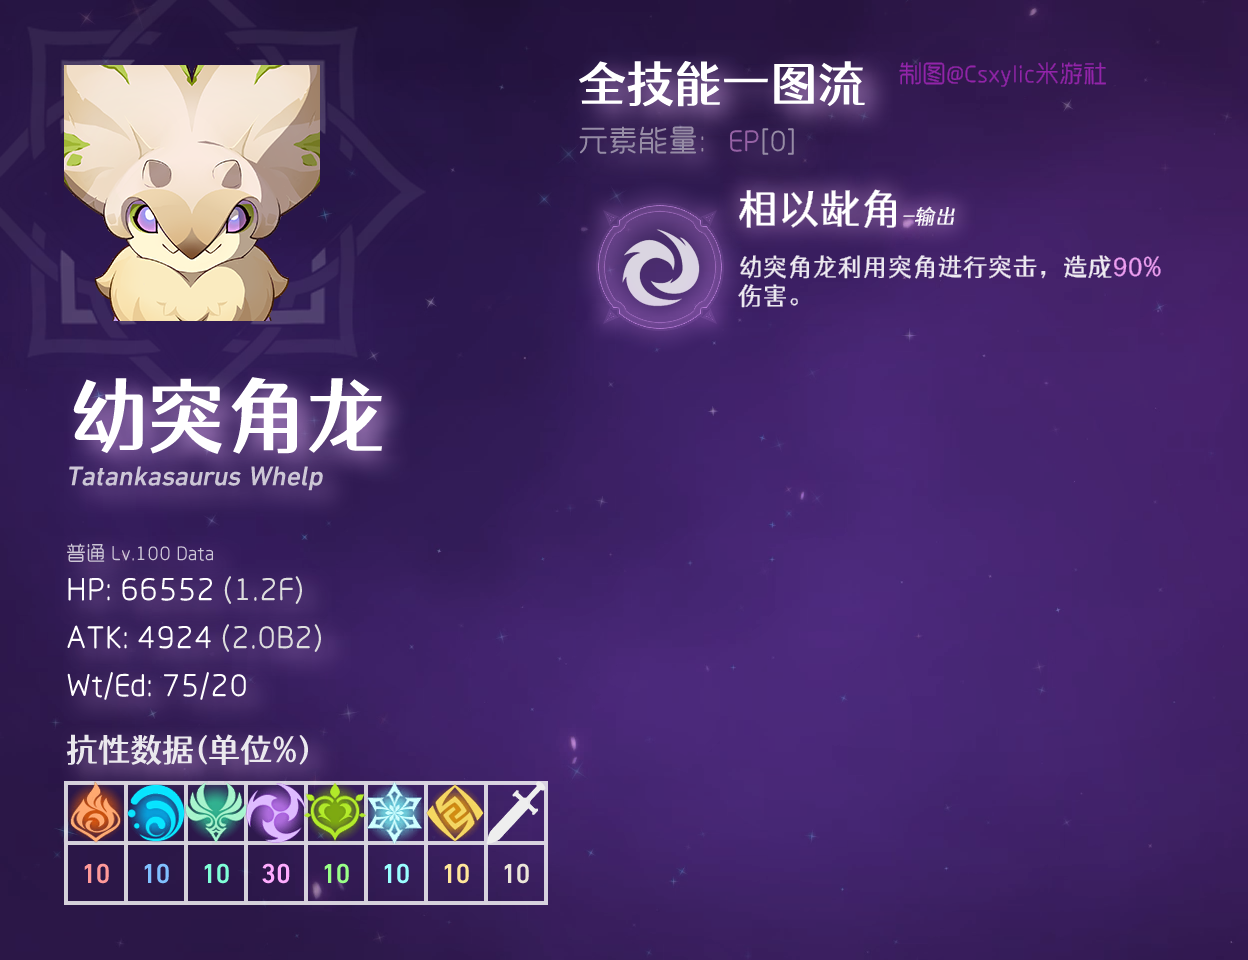 全技能一图流
制图@Csxylic米游社
元素能量： EP[0]
相以龇角-输出
幼突角龙利用突角进行突击，造成90%
伤害。
幼突角龙
Tatankasaurus Whelp
普通 Lv.100 Data
HP: 66552 (1.2F)
ATK: 4924 (2.0B2)
Wt/Ed: 75/20
抗性数据(单位%)
10 10 10 30 10 10 10 10